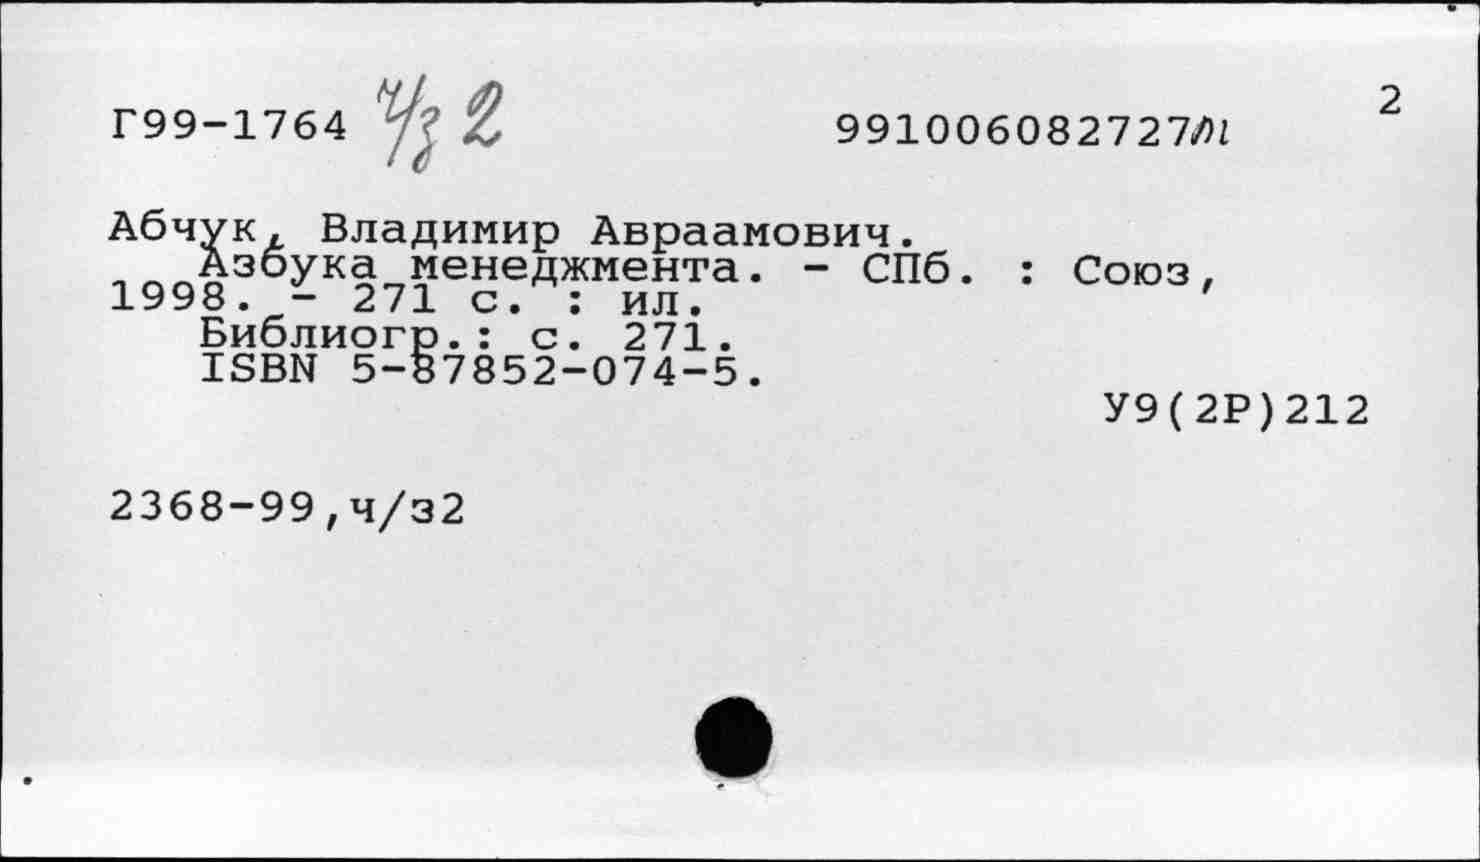 Г99-1764 ч/з 2 991006082727 2
Абчук, Владимир Авраамович.
Азбука менеджмента. - СПб. : Союз,
1998. - 271 с. : ил.
Библиогр.: с. 271.
ISBN 5-87852-074-5.
У9(2Р)212
2368-99,ч/з2